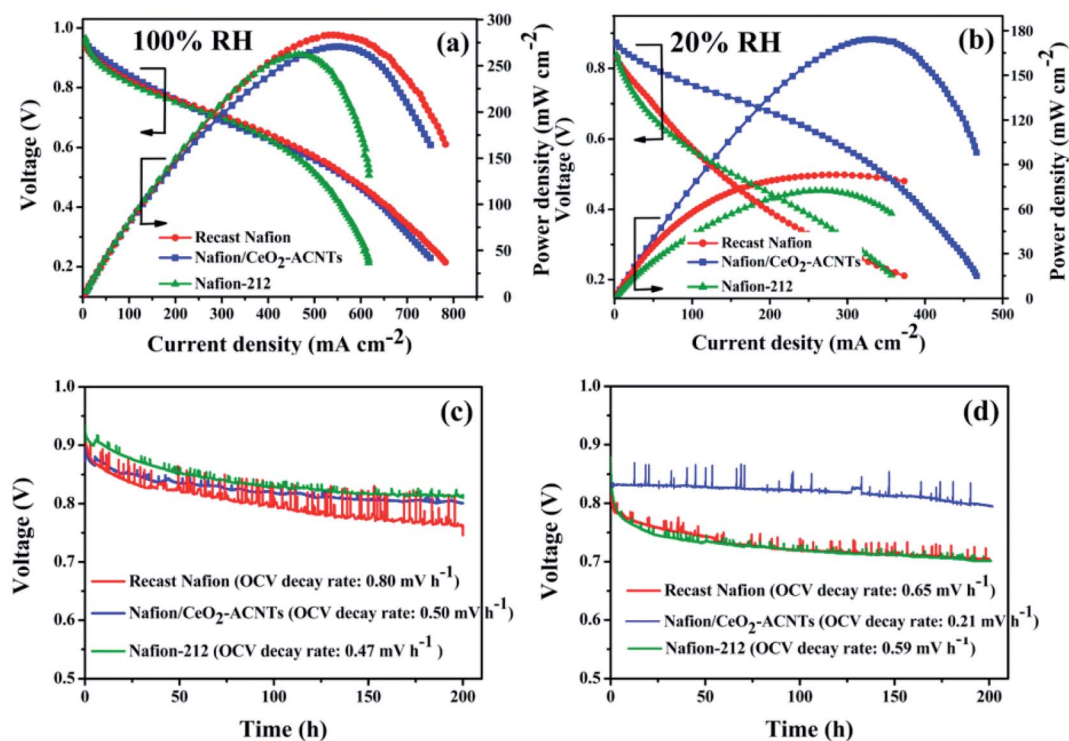 100% RH
(a)
Voltage (V)
1.0
0.8
0.6
0.4
0.2
300
250
200
150
100
50
0
Power density (mW cm-2)
Recast Nafion
Nafion/CeO2-ACNTs
Nafion-212
0 100 200 300 400 500 600 700 800
Current density (mA cm-2)
20% RH
(b)
Voltage (V)
0.8
0.6
0.4
0.2
180
150
120
90
60
30
0
Power density (mW cm-2)
Recast Nafion
Nafion/CeO2-ACNTs
Nafion-212
0 100 200 300 400 500
Current desity (mA cm-2)
(c)
Voltage (V)
1.0
0.9
0.8
0.7
0.6
0.5
Recast Nafion (OCV decay rate: 0.80 mV h-1)
Nafion/CeO2-ACNTs (OCV decay rate: 0.50 mV h-1)
Nafion-212 (OCV decay rate: 0.47 mV h-1)
0 50 100 150 200
Time (h)
(d)
Voltage (V)
1.0
0.9
0.8
0.7
0.6
0.5
Recast Nafion (OCV decay rate: 0.65 mV h-1)
Nafion/CeO2-ACNTs (OCV decay rate: 0.21 mV h-1)
Nafion-212 (OCV decay rate: 0.59 mV h-1)
0 50 100 150 200
Time (h)